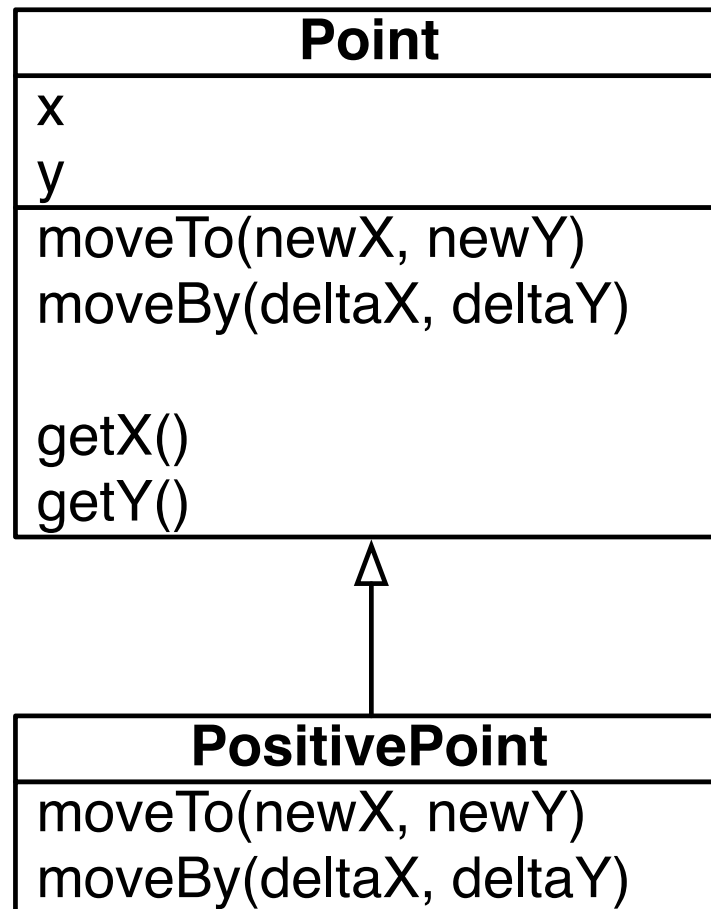 Point
x
y
moveTo(newX, newY)
moveBy(deltaX, deltaY)
getX()
getY()
PositivePoint
moveTo(newX, newY)
moveBy(deltaX, deltaY)